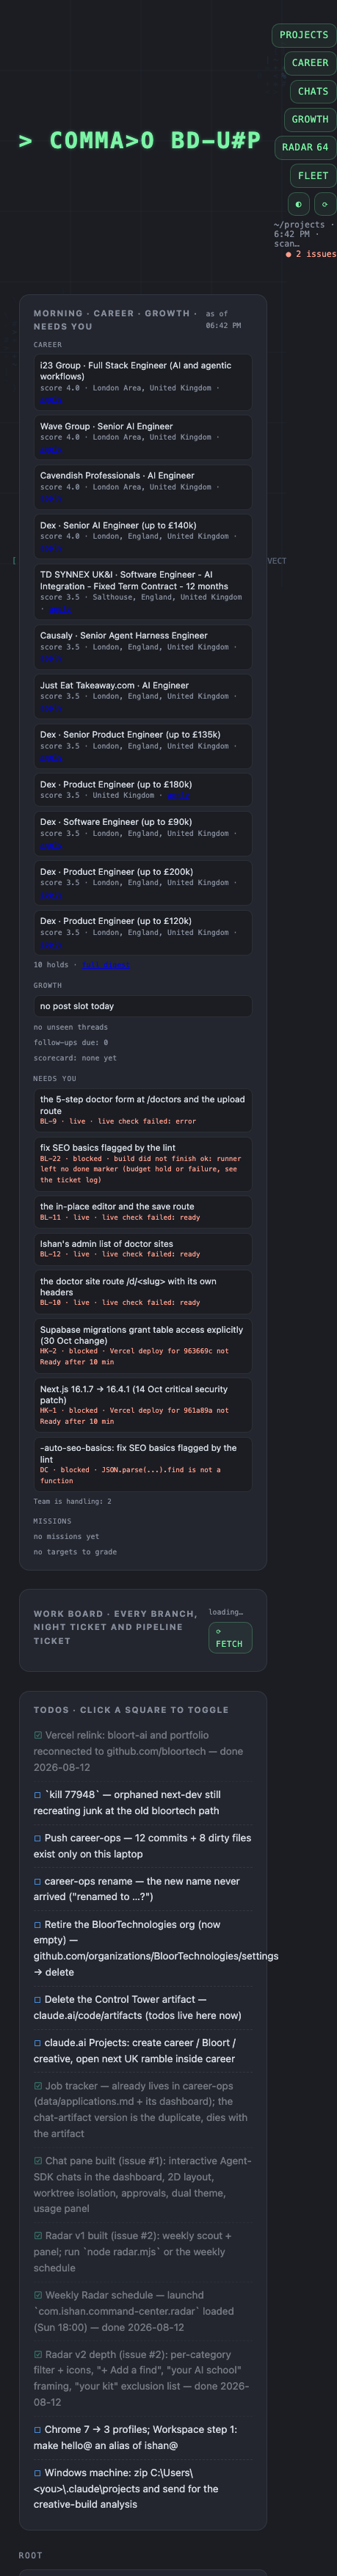 PROJECTS
CAREER
CHATS
GROWTH
RADAR 64
FLEET
◐ ⟳
~/projects ·
6:42 PM ·
scan…
● 2 issues
> COMMA>O BD-U#P
MORNING · CAREER · GROWTH ·
NEEDS YOU
as of
06:42 PM
CAREER
i23 Group · Full Stack Engineer (AI and agentic
workflows)
score 4.0 · London Area, United Kingdom ·
Wave Group · Senior AI Engineer
score 4.0 · London Area, United Kingdom ·
Cavendish Professionals · AI Engineer
score 4.0 · London Area, United Kingdom ·
Dex · Senior AI Engineer (up to £140k)
score 4.0 · London, England, United Kingdom ·
[
VECT
TD SYNNEX UK&I · Software Engineer - AI
Integration - Fixed Term Contract - 12 months
score 3.5 · Salthouse, England, United Kingdom
·
Causaly · Senior Agent Harness Engineer
score 3.5 · London, England, United Kingdom ·
Just Eat Takeaway.com · AI Engineer
score 3.5 · London, England, United Kingdom ·
Dex · Senior Product Engineer (up to £135k)
score 3.5 · London, England, United Kingdom ·
Dex · Product Engineer (up to £180k)
score 3.5 · United Kingdom ·
Dex · Software Engineer (up to £90k)
score 3.5 · London, England, United Kingdom ·
Dex · Product Engineer (up to £200k)
score 3.5 · London, England, United Kingdom ·
Dex · Product Engineer (up to £120k)
score 3.5 · London, England, United Kingdom ·
10 holds ·
GROWTH
no post slot today
no unseen threads
follow-ups due: 0
scorecard: none yet
NEEDS YOU
the 5-step doctor form at /doctors and the upload
route
BL-9 · live · live check failed: error
fix SEO basics flagged by the lint
BL-22 · blocked · build did not finish ok: runner
left no done marker (budget hold or failure, see
the ticket log)
the in-place editor and the save route
BL-11 · live · live check failed: ready
Ishan's admin list of doctor sites
BL-12 · live · live check failed: ready
the doctor site route /d/<slug> with its own
headers
BL-10 · live · live check failed: ready
Supabase migrations grant table access explicitly
(30 Oct change)
HK-2 · blocked · Vercel deploy for 963669c not
Ready after 10 min
Next.js 16.1.7 → 16.4.1 (14 Oct critical security
patch)
HK-1 · blocked · Vercel deploy for 961a89a not
Ready after 10 min
-auto-seo-basics: fix SEO basics flagged by the
lint
DC · blocked · JSON.parse(...).find is not a
function
Team is handling: 2
MISSIONS
no missions yet
no targets to grade
WORK BOARD · EVERY BRANCH,
NIGHT TICKET AND PIPELINE
TICKET
loading…
⟳
FETCH
TODOS · CLICK A SQUARE TO TOGGLE
☑ Vercel relink: bloort-ai and portfolio
reconnected to github.com/bloortech — done
2026-08-12
☐ `kill 77948` — orphaned next-dev still
recreating junk at the old bloortech path
☐ Push career-ops — 12 commits + 8 dirty files
exist only on this laptop
☐ career-ops rename — the new name never
arrived ("renamed to ...?")
☐ Retire the BloorTechnologies org (now
empty) —
github.com/organizations/BloorTechnologies/settings
→ delete
☐ Delete the Control Tower artifact —
claude.ai/code/artifacts (todos live here now)
☐ claude.ai Projects: create career / Bloort /
creative, open next UK ramble inside career
☑ Job tracker — already lives in career-ops
(data/applications.md + its dashboard); the
chat-artifact version is the duplicate, dies with
the artifact
☑ Chat pane built (issue #1): interactive Agent-
SDK chats in the dashboard, 2D layout,
worktree isolation, approvals, dual theme,
usage panel
☑ Radar v1 built (issue #2): weekly scout +
panel; run `node radar.mjs` or the weekly
schedule
☑ Weekly Radar schedule — launchd
`com.ishan.command-center.radar` loaded
(Sun 18:00) — done 2026-08-12
☑ Radar v2 depth (issue #2): per-category
filter + icons, "+ Add a find", "your AI school"
framing, "your kit" exclusion list — done 2026-
08-12
☐ Chrome 7 → 3 profiles; Workspace step 1:
make hello@ an alias of ishan@
☐ Windows machine: zip C:\Users\
<you>\.claude\projects and send for the
creative-build analysis
ROOT